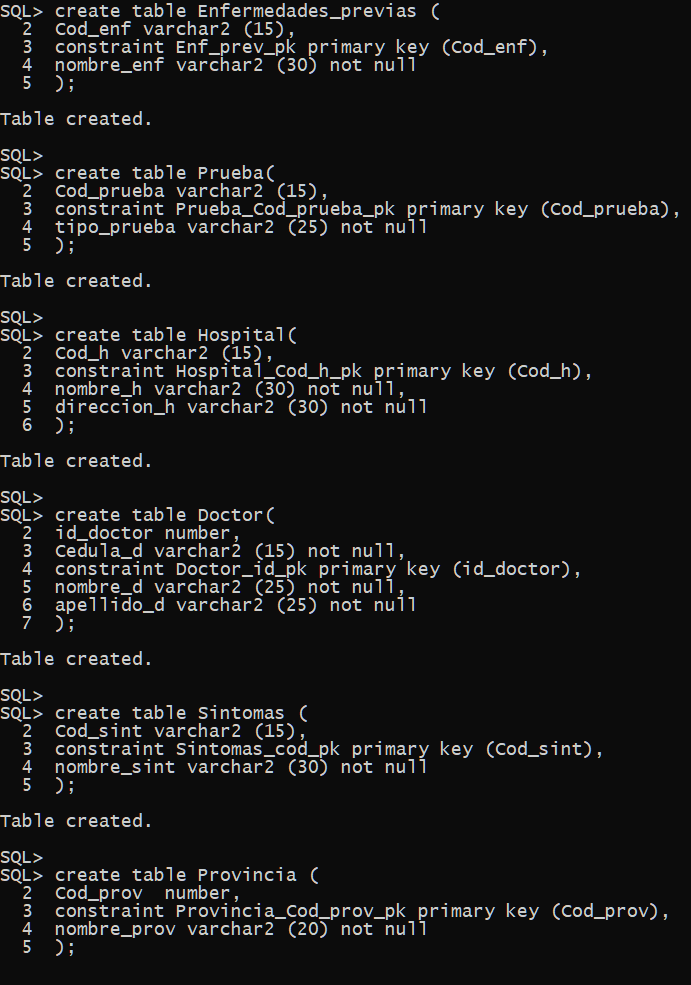 SQL> create table Enfermedades_previas (
  2  Cod_enf varchar2 (15),
  3  constraint Enf_prev_pk primary key (Cod_enf),
  4  nombre_enf varchar2 (30) not null
  5  );
Table created.
SQL>
SQL> create table Prueba(
  2  Cod_prueba varchar2 (15),
  3  constraint Prueba_Cod_prueba_pk primary key (Cod_prueba),
  4  tipo_prueba varchar2 (25) not null
  5  );
Table created.
SQL>
SQL> create table Hospital(
  2  Cod_h varchar2 (15),
  3  constraint Hospital_Cod_h_pk primary key (Cod_h),
  4  nombre_h varchar2 (30) not null,
  5  direccion_h varchar2 (30) not null
  6  );
Table created.
SQL>
SQL> create table Doctor(
  2  id_doctor number,
  3  Cedula_d varchar2 (15) not null,
  4  constraint Doctor_id_pk primary key (id_doctor),
  5  nombre_d varchar2 (25) not null,
  6  apellido_d varchar2 (25) not null
  7  );
Table created.
SQL>
SQL> create table Sintomas (
  2  Cod_sint varchar2 (15),
  3  constraint Sintomas_cod_pk primary key (Cod_sint),
  4  nombre_sint varchar2 (30) not null
  5  );
Table created.
SQL>
SQL> create table Provincia (
  2  Cod_prov  number,
  3  constraint Provincia_Cod_prov_pk primary key (Cod_prov),
  4  nombre_prov varchar2 (20) not null
  5  );